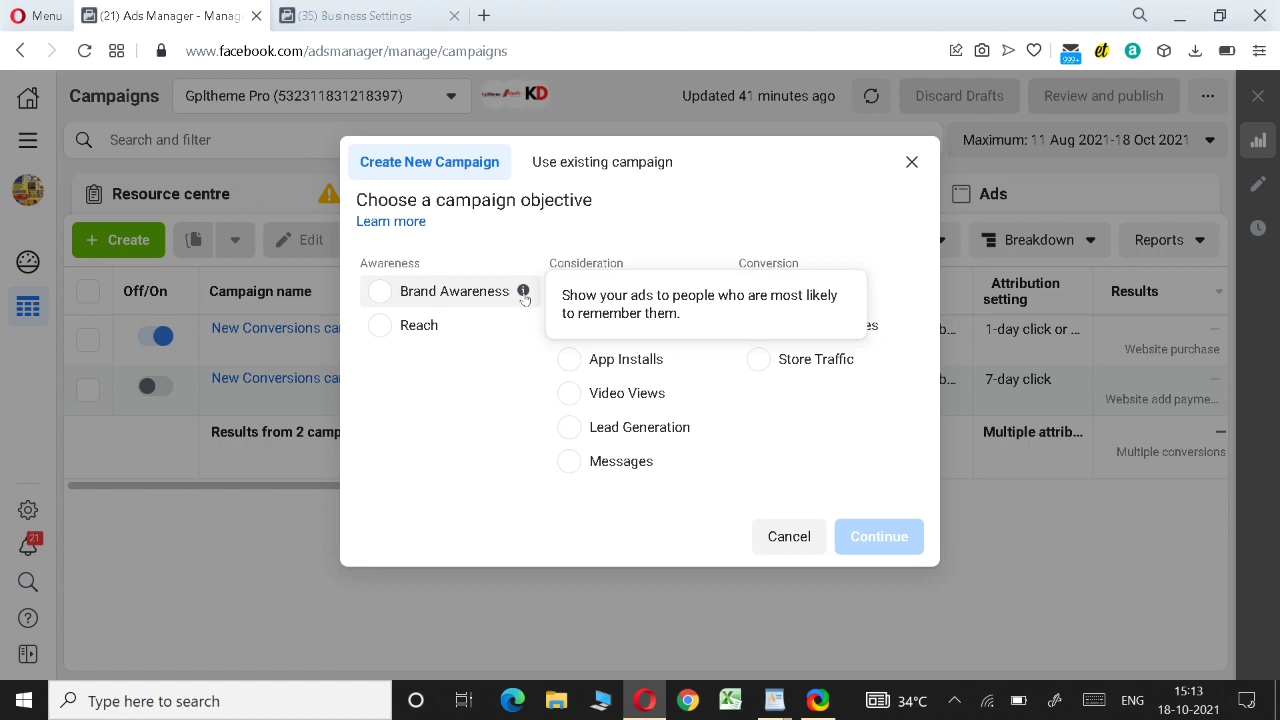 Menu
(21) Ads Manager - Manag
(35) Business Settings
www.facebook.com/adsmanager/manage/campaigns
999+
et
a
Campaigns
Gpltheme Pro (532311831218397)
KD
Updated 41 minutes ago
Discard Drafts
Review and publish
Search and filter
Maximum: 11 Aug 2021-18 Oct 2021
Create New Campaign
Use existing campaign
Resource centre
Ads
Choose a campaign objective
Learn more
+ Create
Edit
Breakdown
Reports
Awareness
Consideration
Conversion
Off/On
Campaign name
Attribution
setting
Results
Brand Awareness
Show your ads to people who are most likely
to remember them.
Reach
es
New Conversions ca
b...
1-day click or ...
—
Website purchase
App Installs
Store Traffic
New Conversions ca
b...
7-day click
—
Website add payme...
Video Views
Lead Generation
Results from 2 camp
Multiple attrib...
—
Multiple conversions
Messages
Cancel
Continue
21
Type here to search
34°C
ENG
15:13
18-10-2021